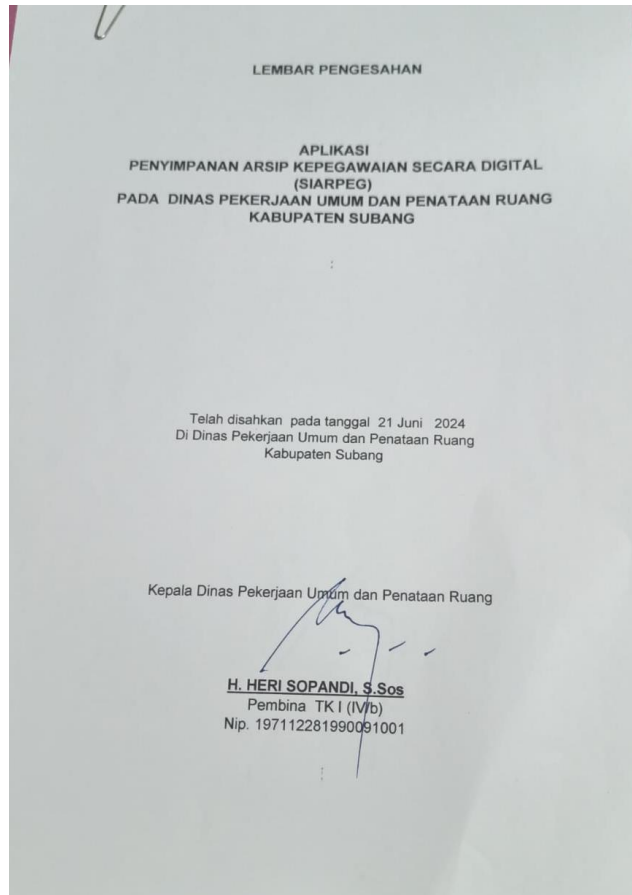 LEMBAR PENGESAHAN
APLIKASI
PENYIMPANAN ARSIP KEPEGAWAIAN SECARA DIGITAL
(SIARPEG)
PADA DINAS PEKERJAAN UMUM DAN PENATAAN RUANG
KABUPATEN SUBANG
:
Telah disahkan pada tanggal 21 Juni 2024
Di Dinas Pekerjaan Umum dan Penataan Ruang
Kabupaten Subang
Kepala Dinas Pekerjaan Umum dan Penataan Ruang
H. HERI SOPANDI, S.Sos
Pembina TK I (IV/b)
Nip. 197112281990091001